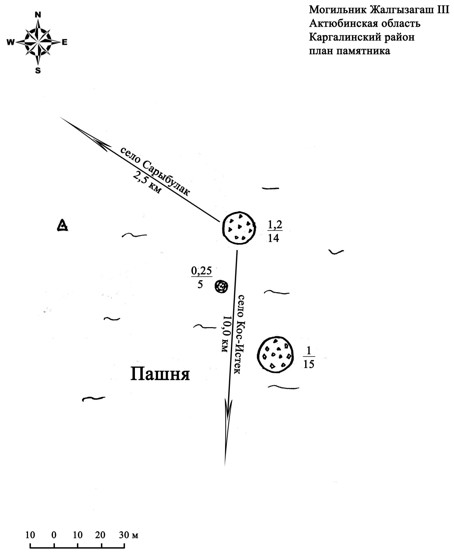 Могильник Жалгызагаш III
Актюбинская область
Каргалинский район
план памятника
N
W E
S
село Сарыбулак
2,5 км
1,2
14
0,25
5
село Кос-Истек
10,0 км
1
15
Пашня
10 0 10 20 30 м